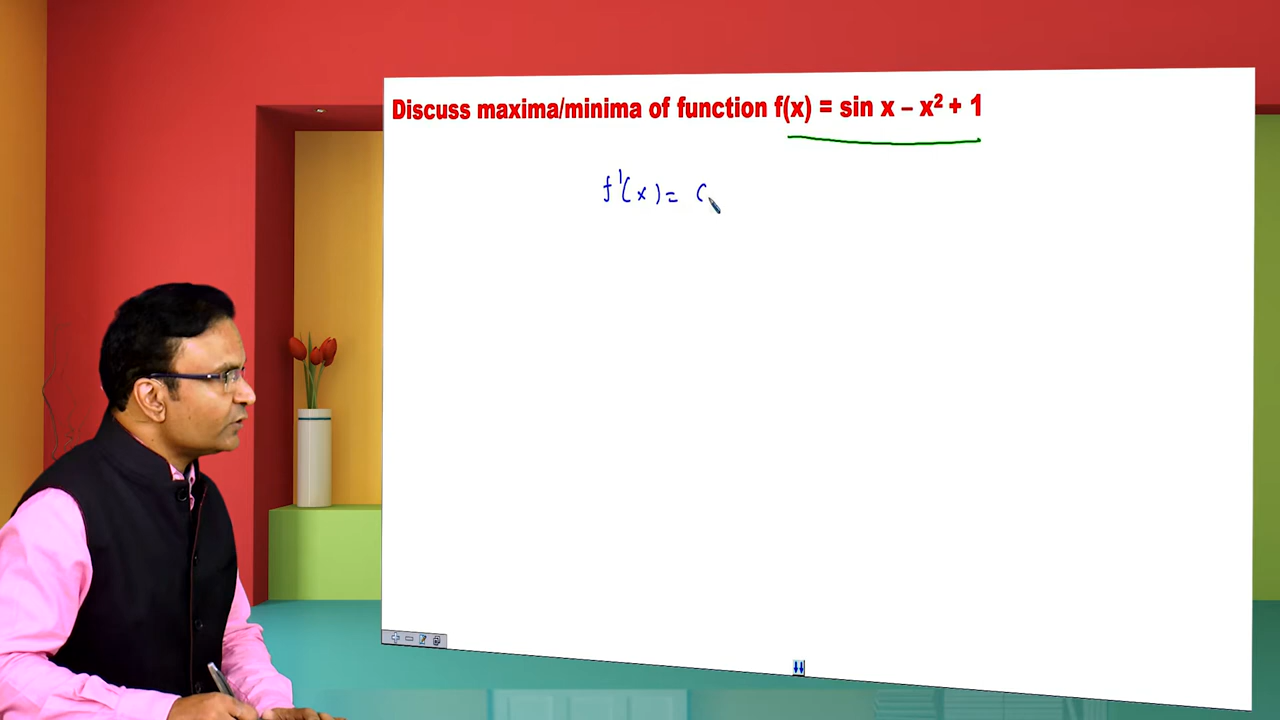 Discuss maxima/minima of function f(x) = sin x – x² + 1
f'(x) = c